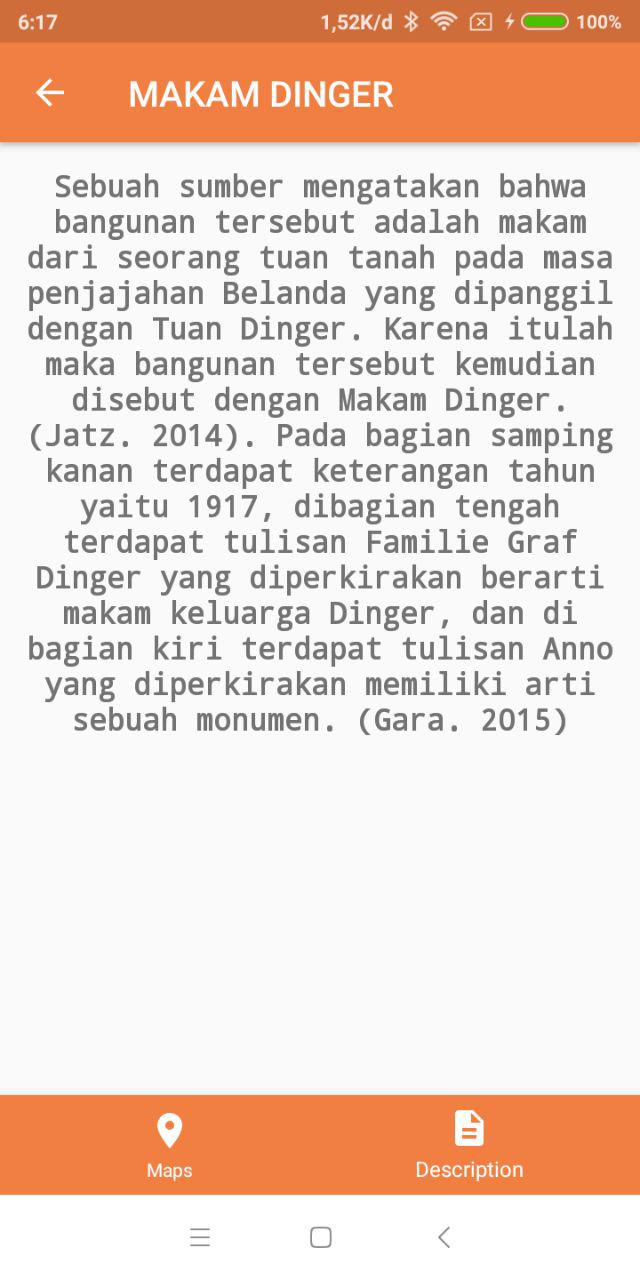 6:17 1,52K/d 100%
MAKAM DINGER
Sebuah sumber mengatakan bahwa
bangunan tersebut adalah makam
dari seorang tuan tanah pada masa
penjajahan Belanda yang dipanggil
dengan Tuan Dinger. Karena itulah
maka bangunan tersebut kemudian
disebut dengan Makam Dinger.
(Jatz. 2014). Pada bagian samping
kanan terdapat keterangan tahun
yaitu 1917, dibagian tengah
terdapat tulisan Familie Graf
Dinger yang diperkirakan berarti
makam keluarga Dinger, dan di
bagian kiri terdapat tulisan Anno
yang diperkirakan memiliki arti
sebuah monumen. (Gara. 2015)
Maps Description